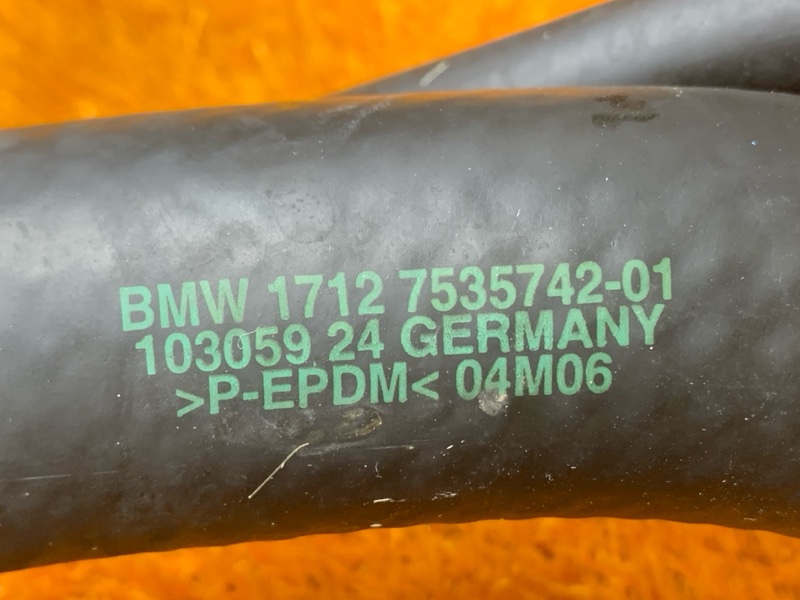 BMW 1712 7535742-01
103059 24 GERMANY
>P-EPDM< 04M06